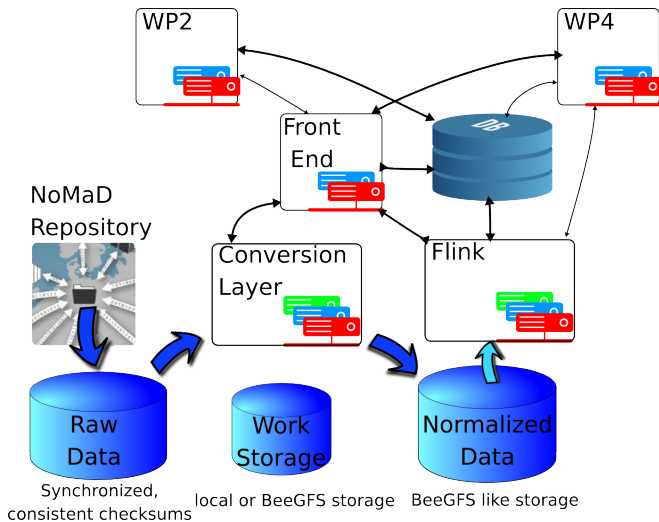 WP2
WP4
DB
Front
End
NoMaD
Repository
Conversion
Layer
Flink
Raw
Data
Work
Storage
Normalized
Data
Synchronized,
consistent checksums
local or BeeGFS storage
BeeGFS like storage